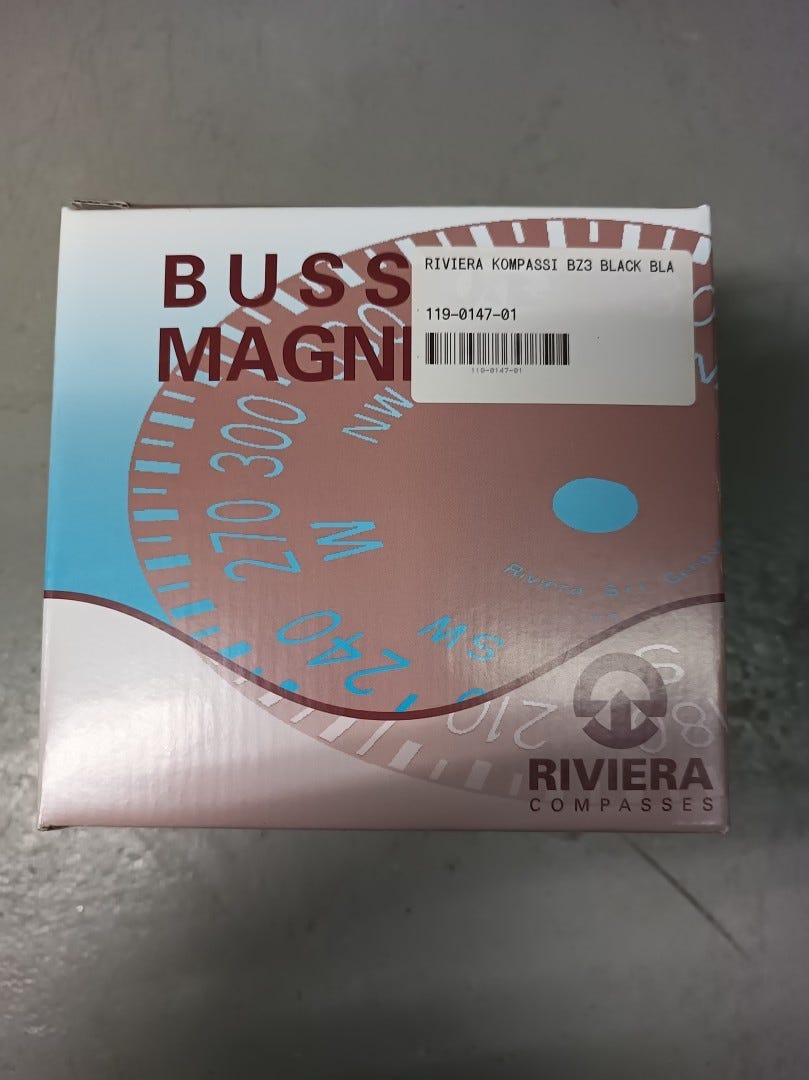 BUSS
MAGN
RIVIERA KOMPASSI BZ3 BLACK BLA
119-0147-01
119-0147-01
NW
300
270
W
240
SW
210
S
Riviera
RIVIERA
COMPASSES